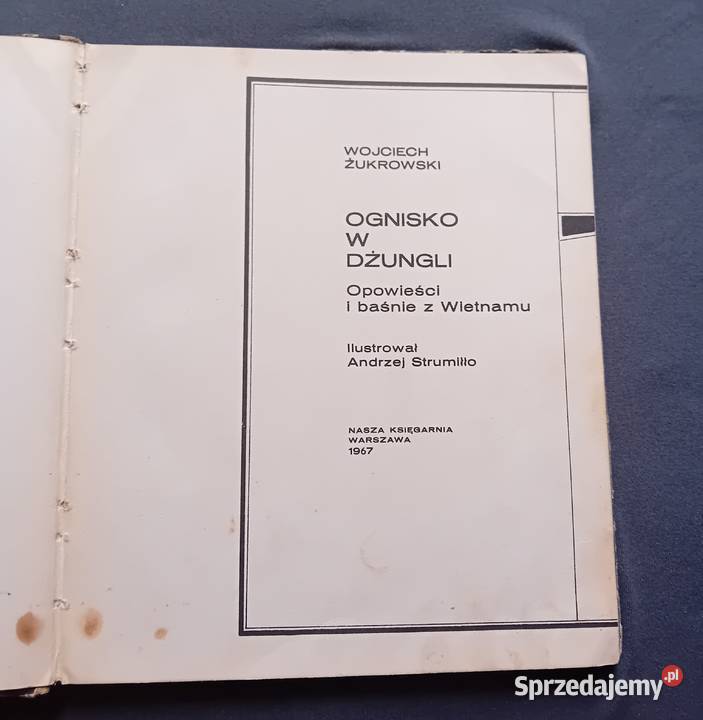 WOJCIECH
ŻUKROWSKI
OGNISKO
W
DŻUNGLI
Opowieści
i baśnie z Wietnamu
Ilustrował
Andrzej Strumiłło
NASZA KSIĘGARNIA
WARSZAWA
1967
Sprzedajemy.pl